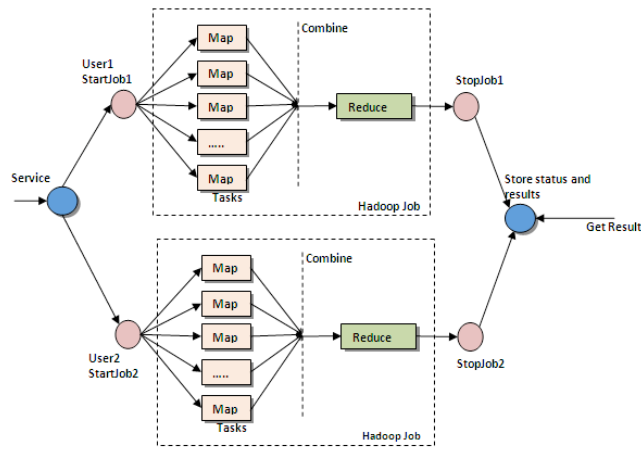 Map
Combine
User1
StartJob1
Map
StopJob1
Map
Reduce
.....
Map
Service
Store status and
results
Tasks
Hadoop Job
Get Result
Combine
Map
Map
Map
Reduce
User2
StartJob2
.....
StopJob2
Map
Tasks
Hadoop Job